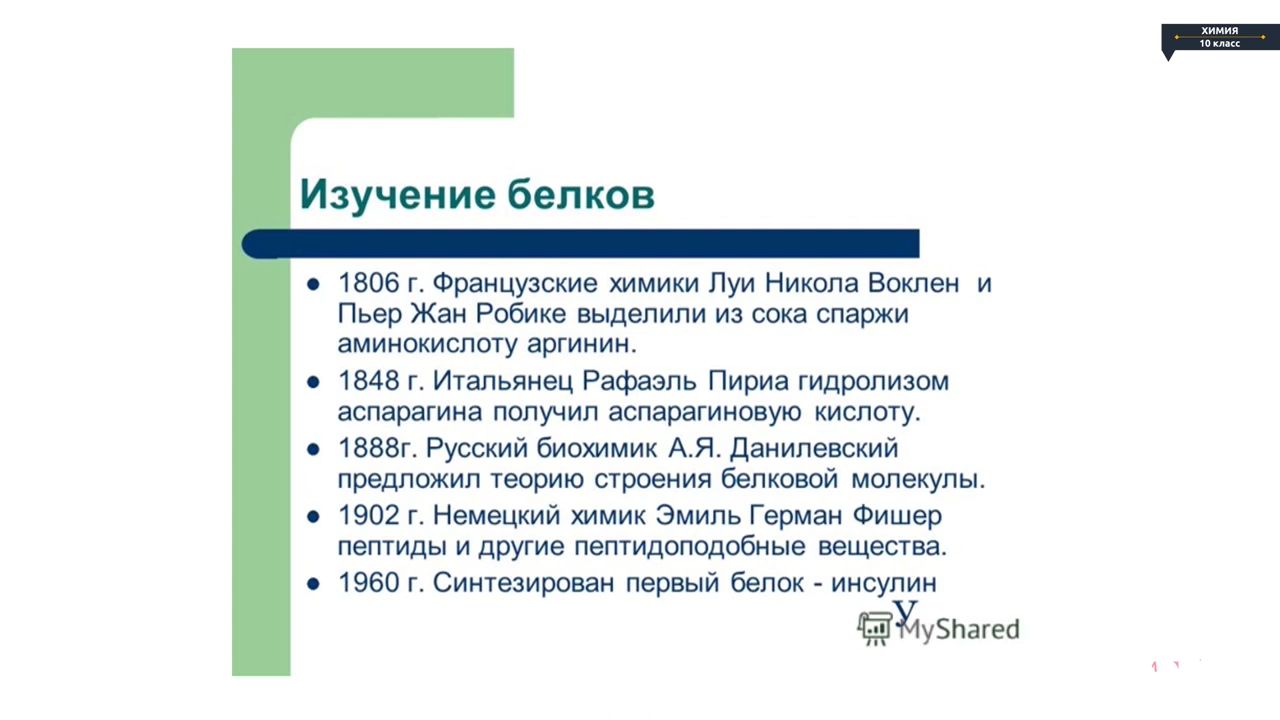 ХИМИЯ
10 класс
Изучение белков
● 1806 г. Французские химики Луи Никола Воклен и
Пьер Жан Робике выделили из сока спаржи
аминокислоту аргинин.
● 1848 г. Итальянец Рафаэль Пириа гидролизом
аспарагина получил аспарагиновую кислоту.
● 1888г. Русский биохимик А.Я. Данилевский
предложил теорию строения белковой молекулы.
● 1902 г. Немецкий химик Эмиль Герман Фишер
пептиды и другие пептидоподобные вещества.
● 1960 г. Синтезирован первый белок - инсулин
У
MyShared